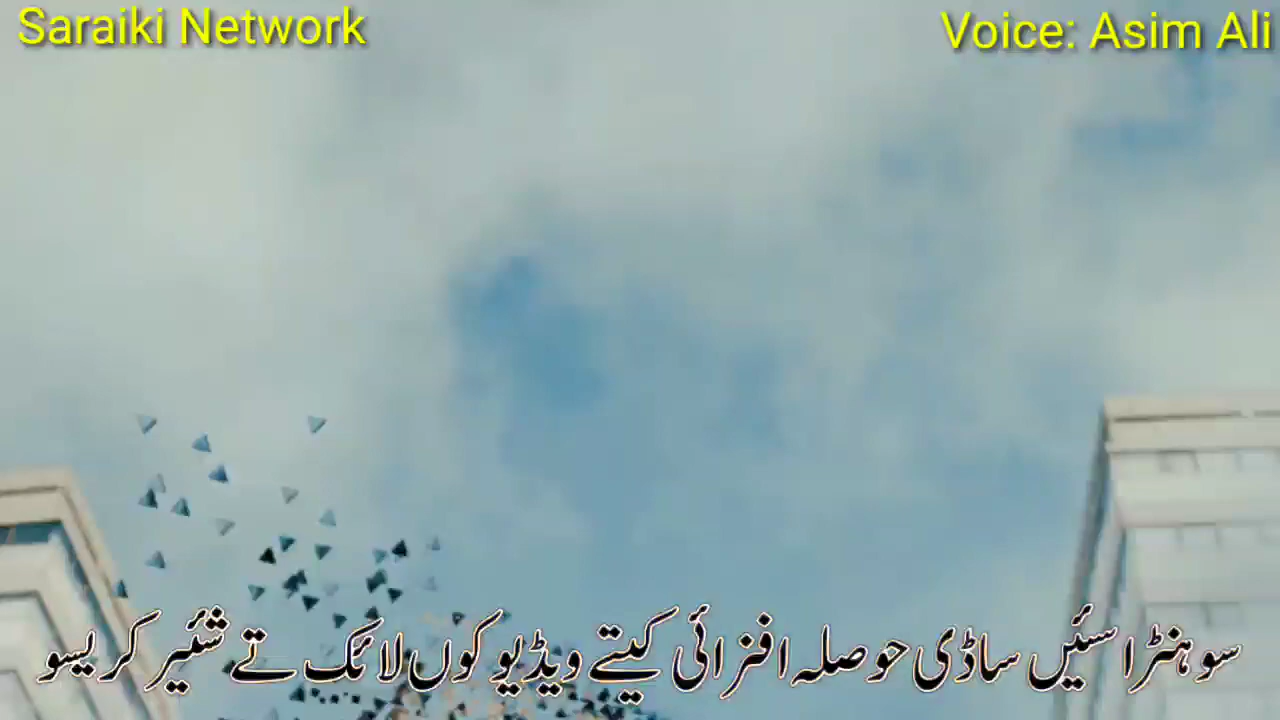 Saraiki Network
Voice: Asim Ali
سوہنڑا سئیں ساڈی حوصلہ افزائی کیتے ویڈیو کوں لائک تے شئیر کریسو